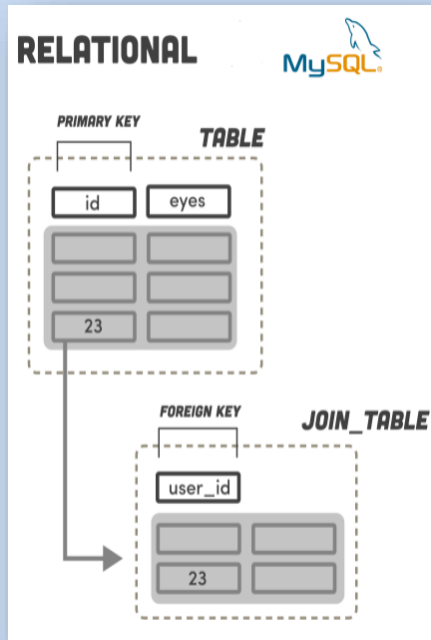 RELATIONAL
MySQL®
PRIMARY KEY
TABLE
id eyes
23
FOREIGN KEY
JOIN_TABLE
user_id
23